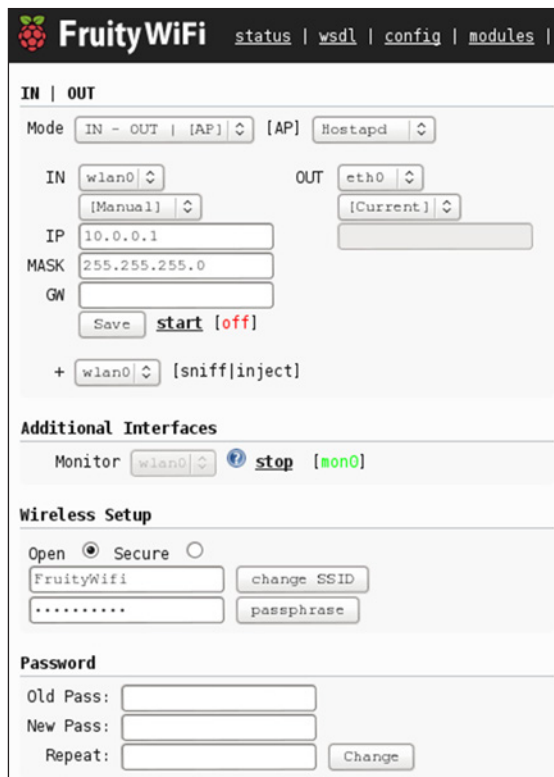 FruityWiFi status | wsdl | config | modules |
IN | OUT
Mode IN - OUT | [AP] [AP] Hostapd
IN wlan0 OUT eth0
[Manual] [Current]
IP 10.0.0.1
MASK 255.255.255.0
GW
Save start [off]
+ wlan0 [sniff|inject]
Additional Interfaces
Monitor wlan0 ? stop [mon0]
Wireless Setup
Open Secure
FruityWifi change SSID
•••••••••• passphrase
Password
Old Pass:
New Pass:
Repeat: Change